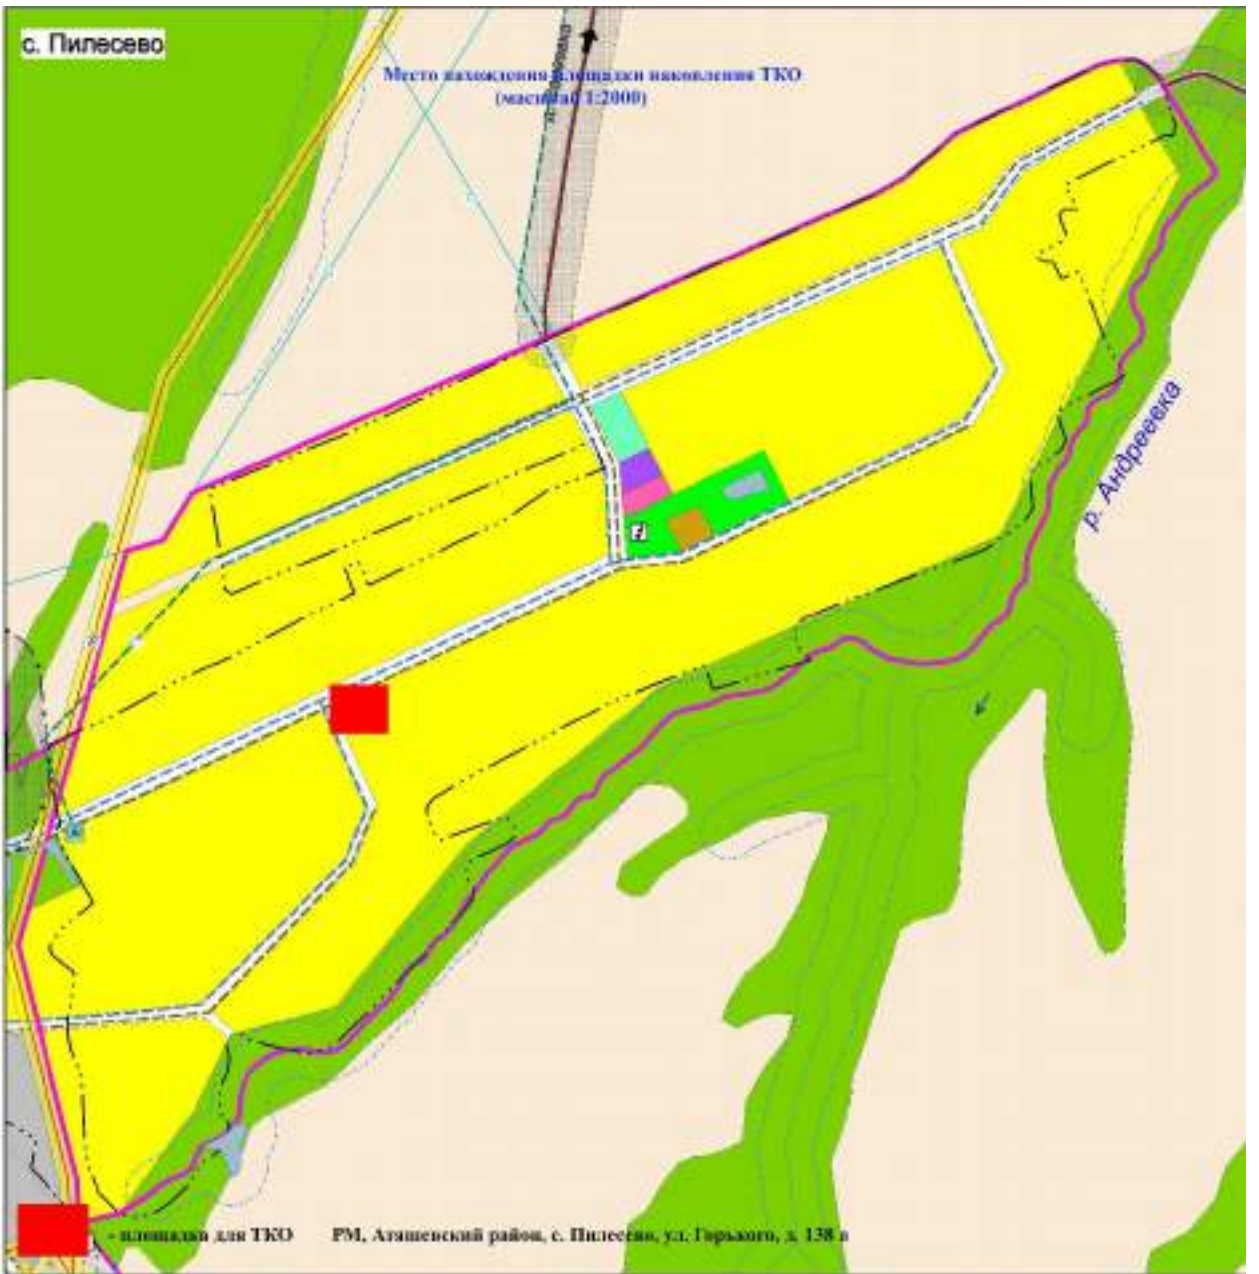 с. Пилесево
Место нахождения площадки накопления ТКО
(масштаб 1:2000)
р. Андреевка
- площадка для ТКО РМ, Атяшевский район, с. Пилесево, ул. Горького, д. 138 а